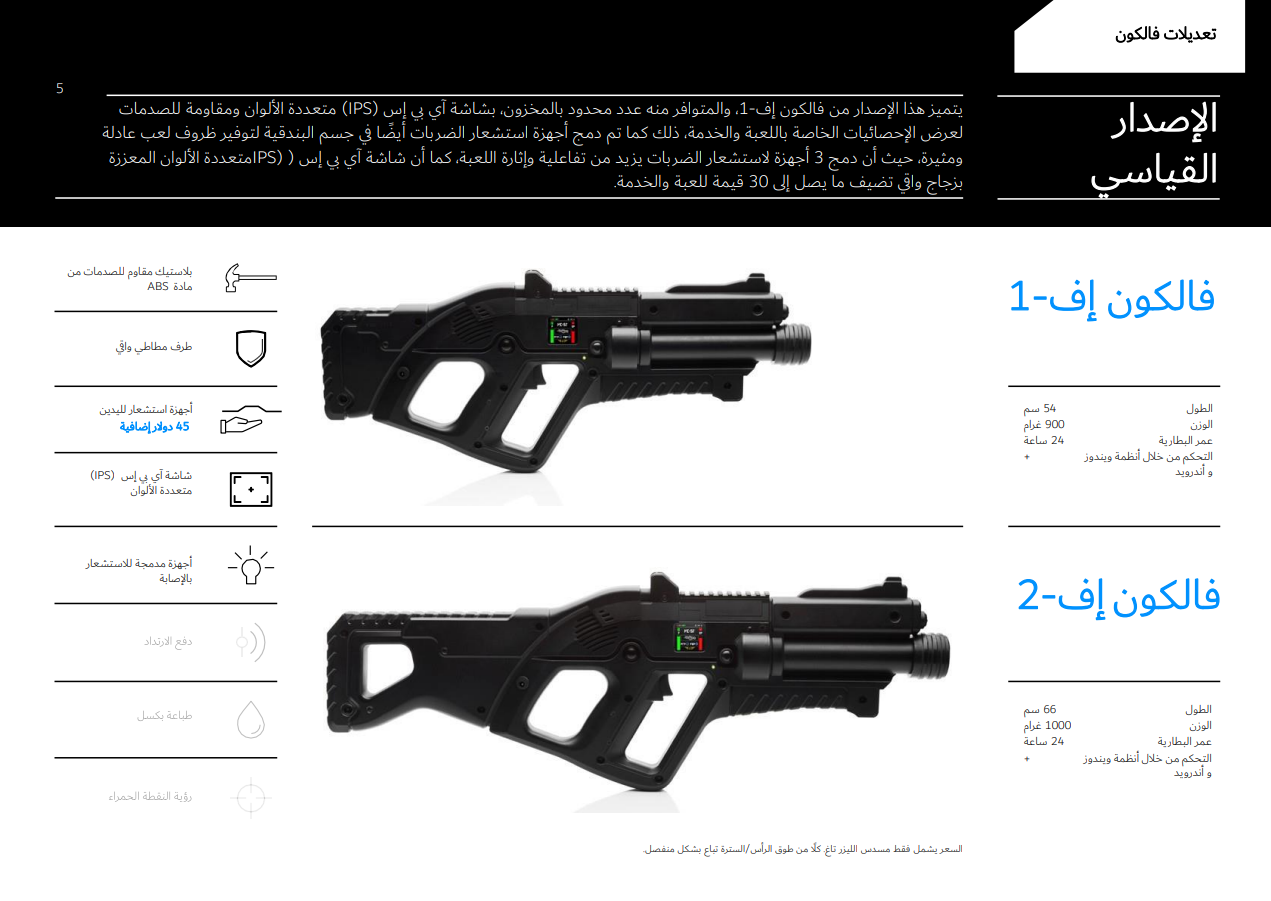 تعديلات فالكون
5
الإصدار
القياسي
يتميز هذا الإصدار من فالكون إف-1، والمتوافر منه عدد محدود بالمخزون، بشاشة آي بي إس (IPS) متعددة الألوان ومقاومة للصدمات
لعرض الإحصائيات الخاصة باللعبة والخدمة، ذلك كما تم دمج أجهزة استشعار الضربات أيضًا في جسم البندقية لتوفير ظروف لعب عادلة
ومثيرة، حيث أن دمج 3 أجهزة لاستشعار الضربات يزيد من تفاعلية وإثارة اللعبة، كما أن شاشة آي بي إس ( (IPSمتعددة الألوان المعززة
بزجاج واقي تضيف ما يصل إلى 30 قيمة للعبة والخدمة.
فالكون إف-1
الطول 54 سم
الوزن 900 غرام
عمر البطارية 24 ساعة
التحكم من خلال أنظمة ويندوز +
و أندرويد
فالكون إف-2
الطول 66 سم
الوزن 1000 غرام
عمر البطارية 24 ساعة
التحكم من خلال أنظمة ويندوز +
و أندرويد
بلاستيك مقاوم للصدمات من
مادة ABS
طرف مطاطي واقي
أجهزة استشعار لليدين
45 دولار إضافية
شاشة آي بي إس (IPS)
متعددة الألوان
أجهزة مدمجة للاستشعار
بالإصابة
دفع الارتداد
طباعة بكسل
رؤية النقطة الحمراء
السعر يشمل فقط مسدس الليزر تاغ. كلًا من طوق الرأس/السترة تباع بشكل منفصل.